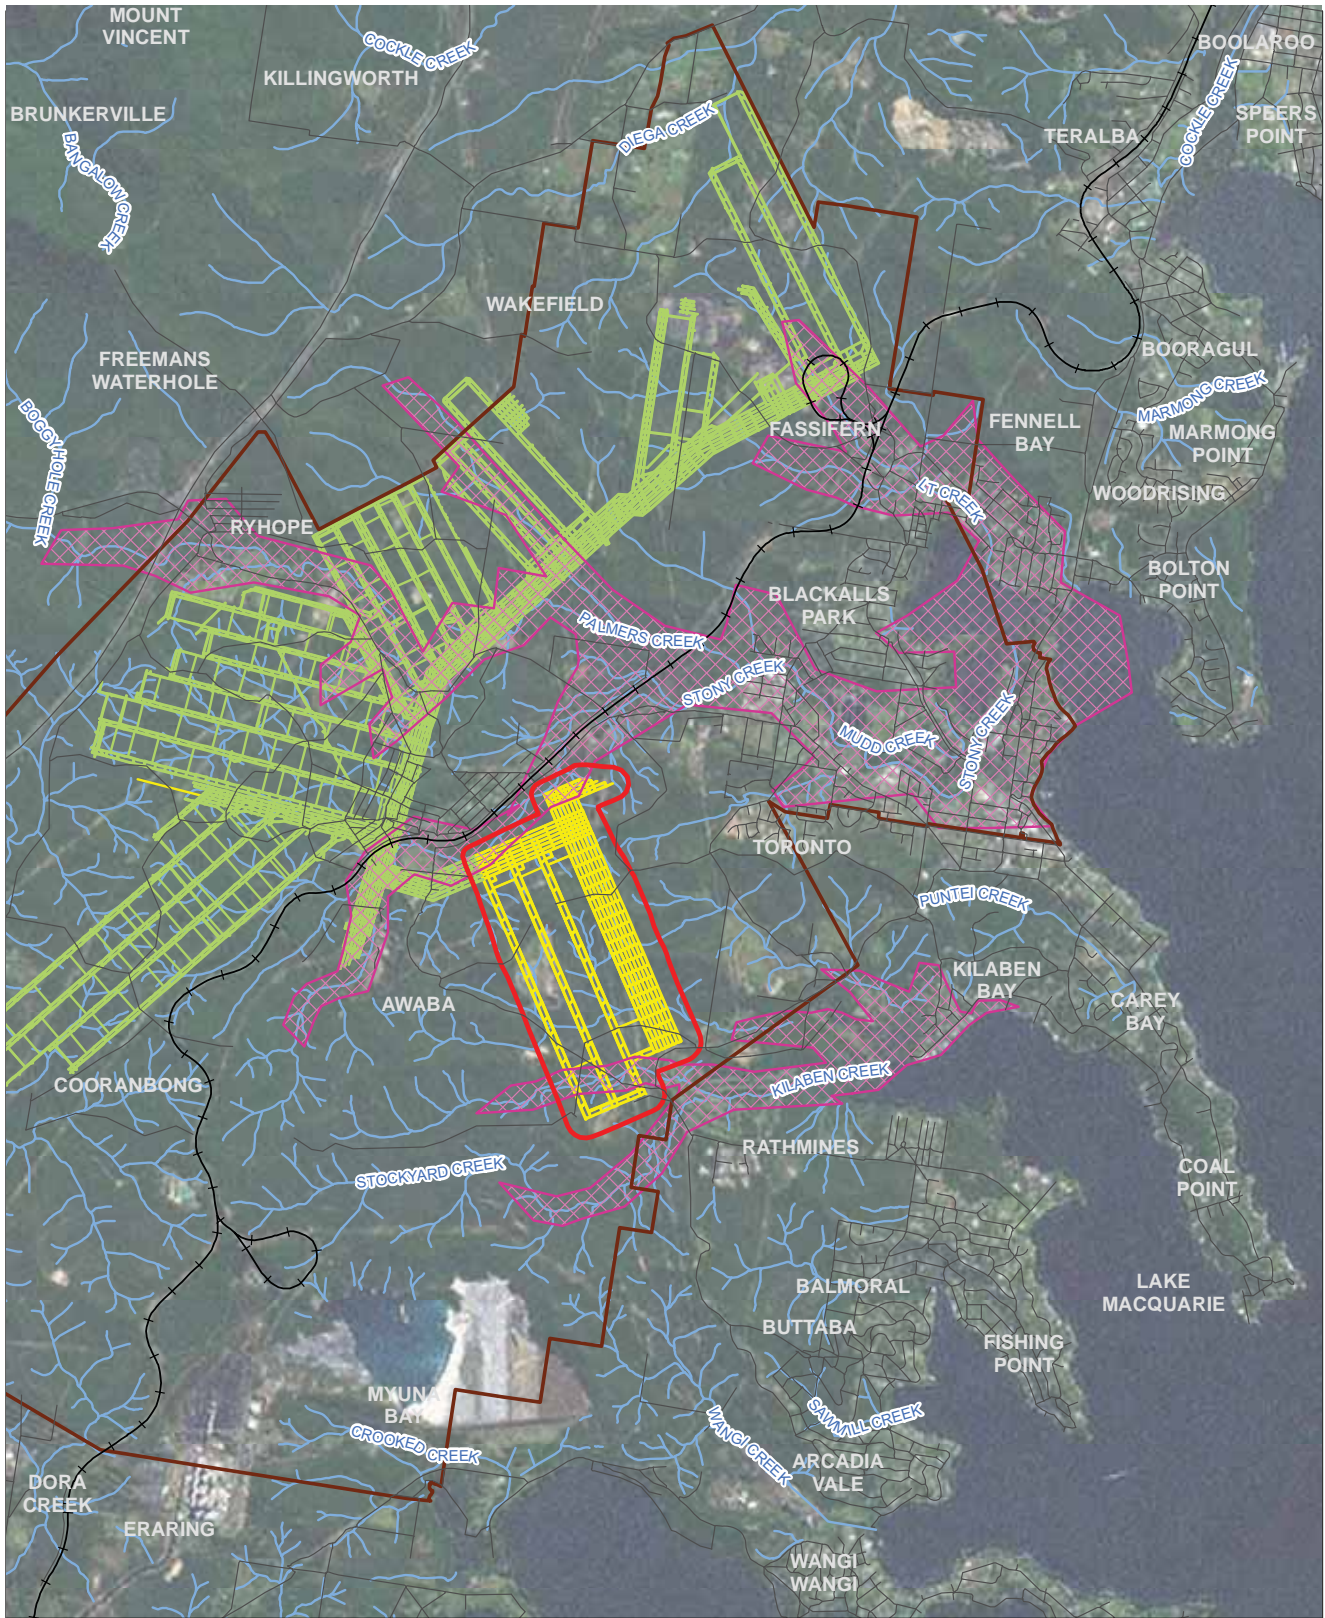 MOUNT
VINCENT
COCKLE CREEK
BOOLAROO
KILLINGWORTH
COCKLE CREEK
BRUNKERVILLE
DIEGA CREEK
SPEERS
POINT
TERALBA
BANGALOW CREEK
WAKEFIELD
FREEMANS
WATERHOLE
BOORAGUL
MARMONG CREEK
BOGGY HOLE CREEK
FASSIFERN
FENNELL
BAY
MARMONG
POINT
LT CREEK
WOODRISING
RYHOPE
BLACKALLS
PARK
BOLTON
POINT
PALMERS CREEK
STONY CREEK
MUDD CREEK
STONY CREEK
TORONTO
PUNTEI CREEK
KILABEN
BAY
AWABA
CAREY
BAY
COORANBONG
KILABEN CREEK
RATHMINES
STOCKYARD CREEK
COAL
POINT
BALMORAL
LAKE
MACQUARIE
BUTTABA
FISHING
POINT
MYUNA
BAY
SAWMILL CREEK
CROOKED CREEK
WANGI CREEK
ARCADIA
VALE
DORA
CREEK
ERARING
WANGI
WANGI